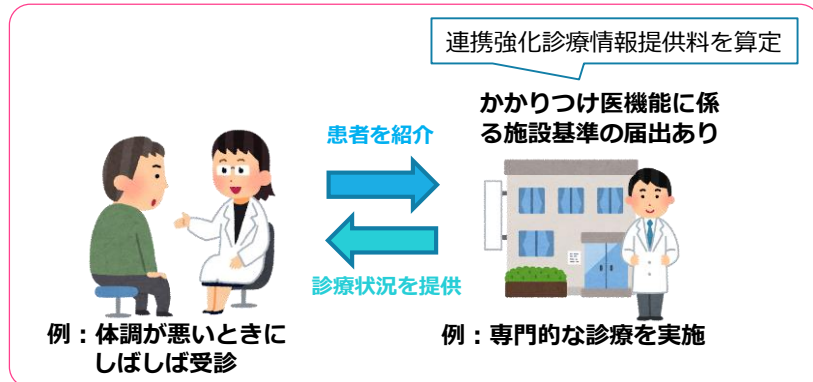 連携強化診療情報提供料を算定
かかりつけ医機能に係
る施設基準の届出あり
患者を紹介
診療状況を提供
例：体調が悪いときに
しばしば受診
例：専門的な診療を実施